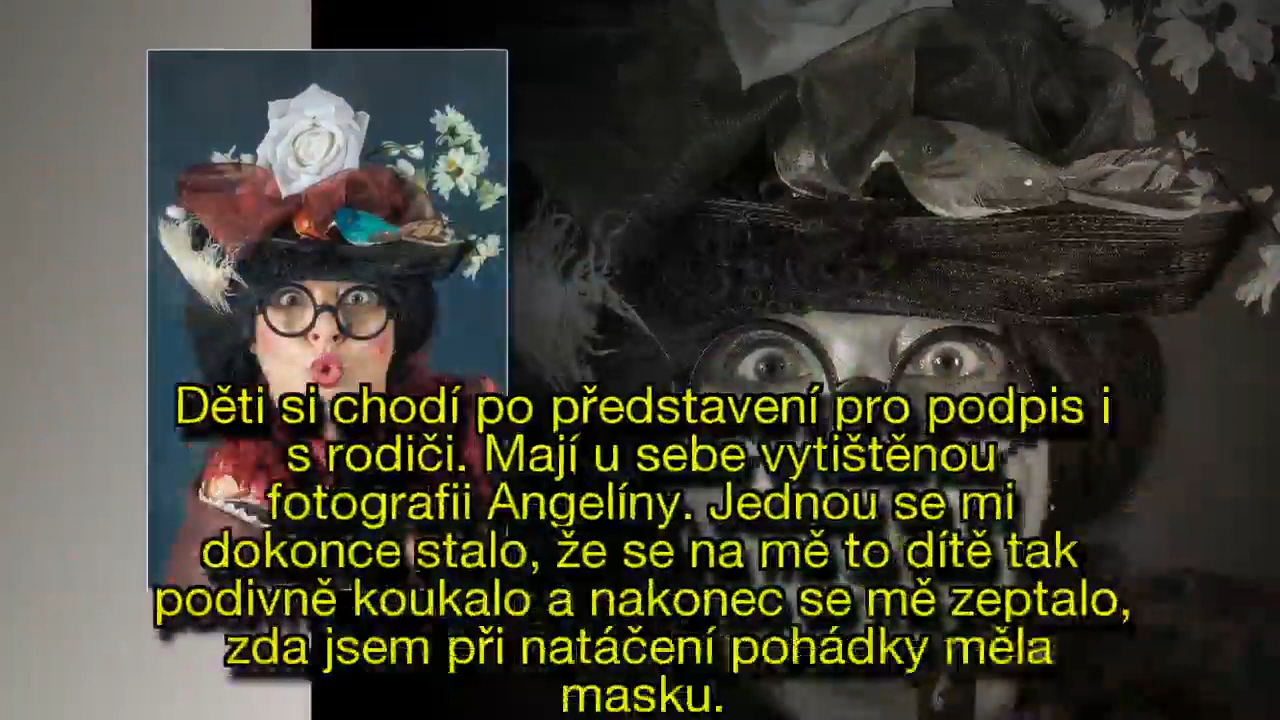 Děti si chodí po představení pro podpis i
s rodiči. Mají u sebe vytištěnou
fotografii Angelíny. Jednou se mi
dokonce stalo, že se na mě to dítě tak
podivně koukalo a nakonec se mě zeptalo,
zda jsem při natáčení pohádky měla
masku.